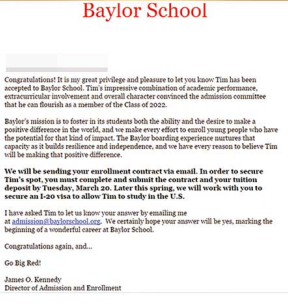 Baylor School
Congratulations! It is my great privilege and pleasure to let you know Tim has been
accepted to Baylor School. Tim's impressive combination of academic performance,
extracurricular involvement and overall character convinced the admission committee
that he can flourish as a member of the Class of 2022.
Baylor's mission is to foster in its students both the ability and the desire to make a
positive difference in the world, and we make every effort to enroll young people who have
the potential for that kind of impact. The Baylor boarding experience nurtures that
capacity as it builds resilience and independence, and we have every reason to believe Tim
will be making that positive difference.
We will be sending your enrollment contract via email. In order to secure
Tim's spot, you must complete and submit the contract and your tuition
deposit by Tuesday, March 20. Later this spring, we will work with you to
secure an I-20 visa to allow Tim to study in the U.S.
I have asked Tim to let us know your answer by emailing me
at admission@baylorschool.org. We certainly hope your answer will be yes, marking the
beginning of a wonderful career at Baylor School.
Congratulations again, and...
Go Big Red!
James O. Kennedy
Director of Admission and Enrollment